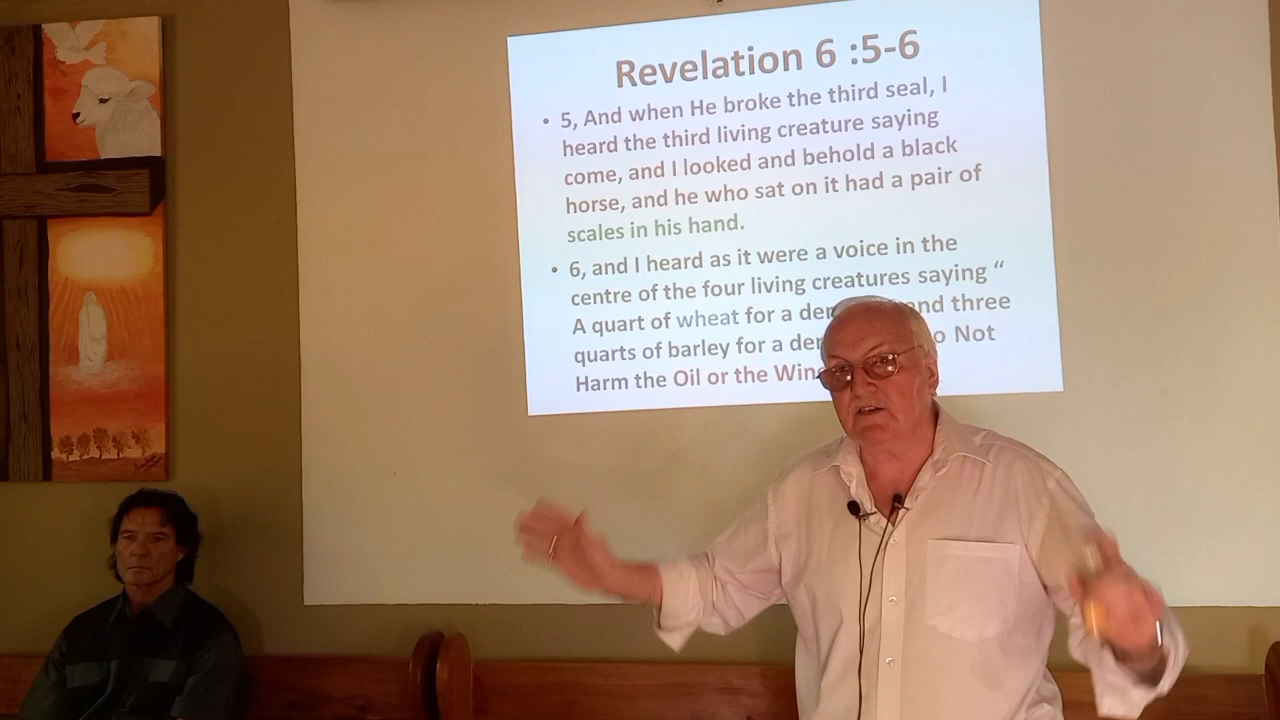 Revelation 6 :5-6
• 5, And when He broke the third seal, I
heard the third living creature saying
come, and I looked and behold a black
horse, and he who sat on it had a pair of
scales in his hand.
• 6, and I heard as it were a voice in the
centre of the four living creatures saying “
A quart of wheat for a and three
quarts of barley for a Not
Harm the Oil or the